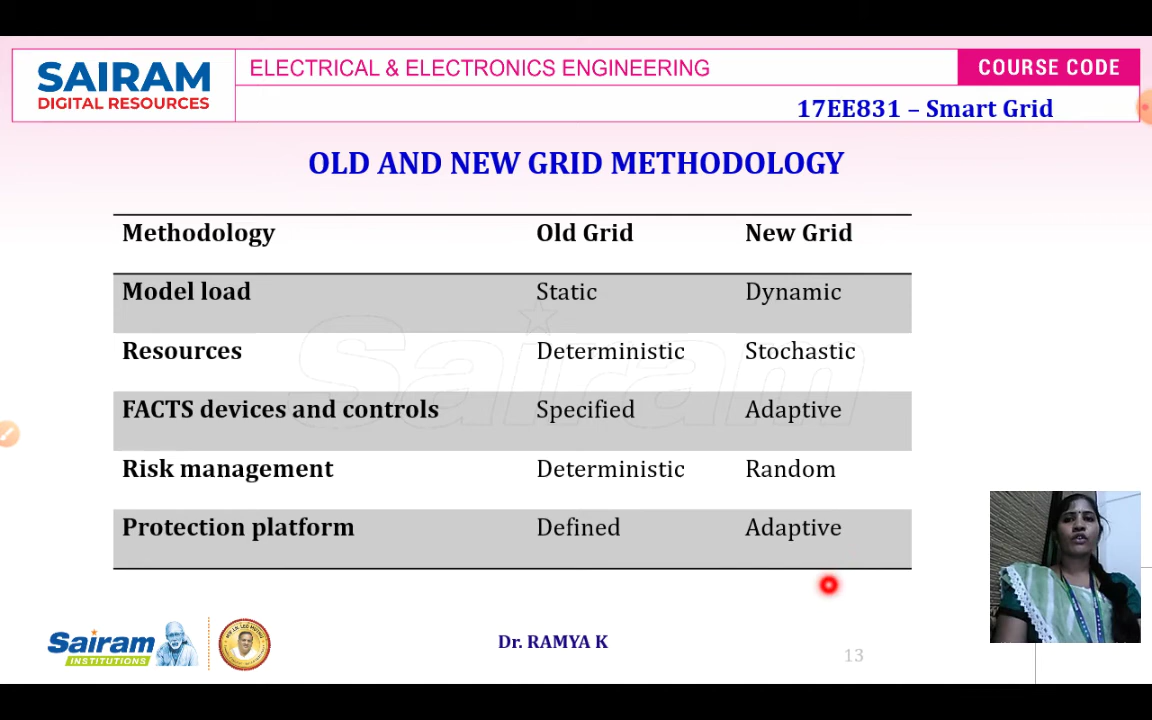 SAIRAM
DIGITAL RESOURCES
ELECTRICAL & ELECTRONICS ENGINEERING
COURSE CODE
17EE831 – Smart Grid
OLD AND NEW GRID METHODOLOGY
Methodology Old Grid New Grid
Model load Static Dynamic
Resources Deterministic Stochastic
FACTS devices and controls Specified Adaptive
Risk management Deterministic Random
Protection platform Defined Adaptive
Sairam
Sairam
INSTITUTIONS
Dr. RAMYA K
13